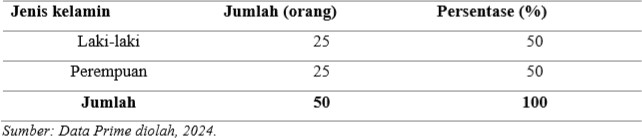 Jenis kelamin Jumlah (orang) Persentase (%)
Laki-laki 25 50
Perempuan 25 50
Jumlah 50 100
Sumber: Data Prime diolah, 2024.